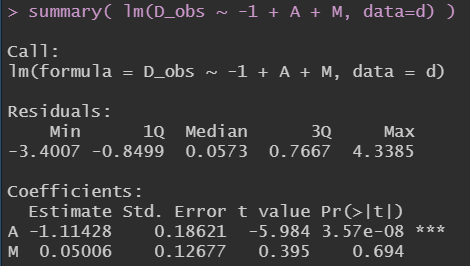 > summary( lm(D_obs ~ -1 + A + M, data=d) )
Call:
lm(formula = D_obs ~ -1 + A + M, data = d)
Residuals:
    Min      1Q  Median      3Q     Max
-3.4007 -0.8499  0.0573  0.7667  4.3385
Coefficients:
  Estimate Std. Error t value Pr(>|t|)
A -1.11428    0.18621  -5.984 3.57e-08 ***
M  0.05006    0.12677   0.395    0.694